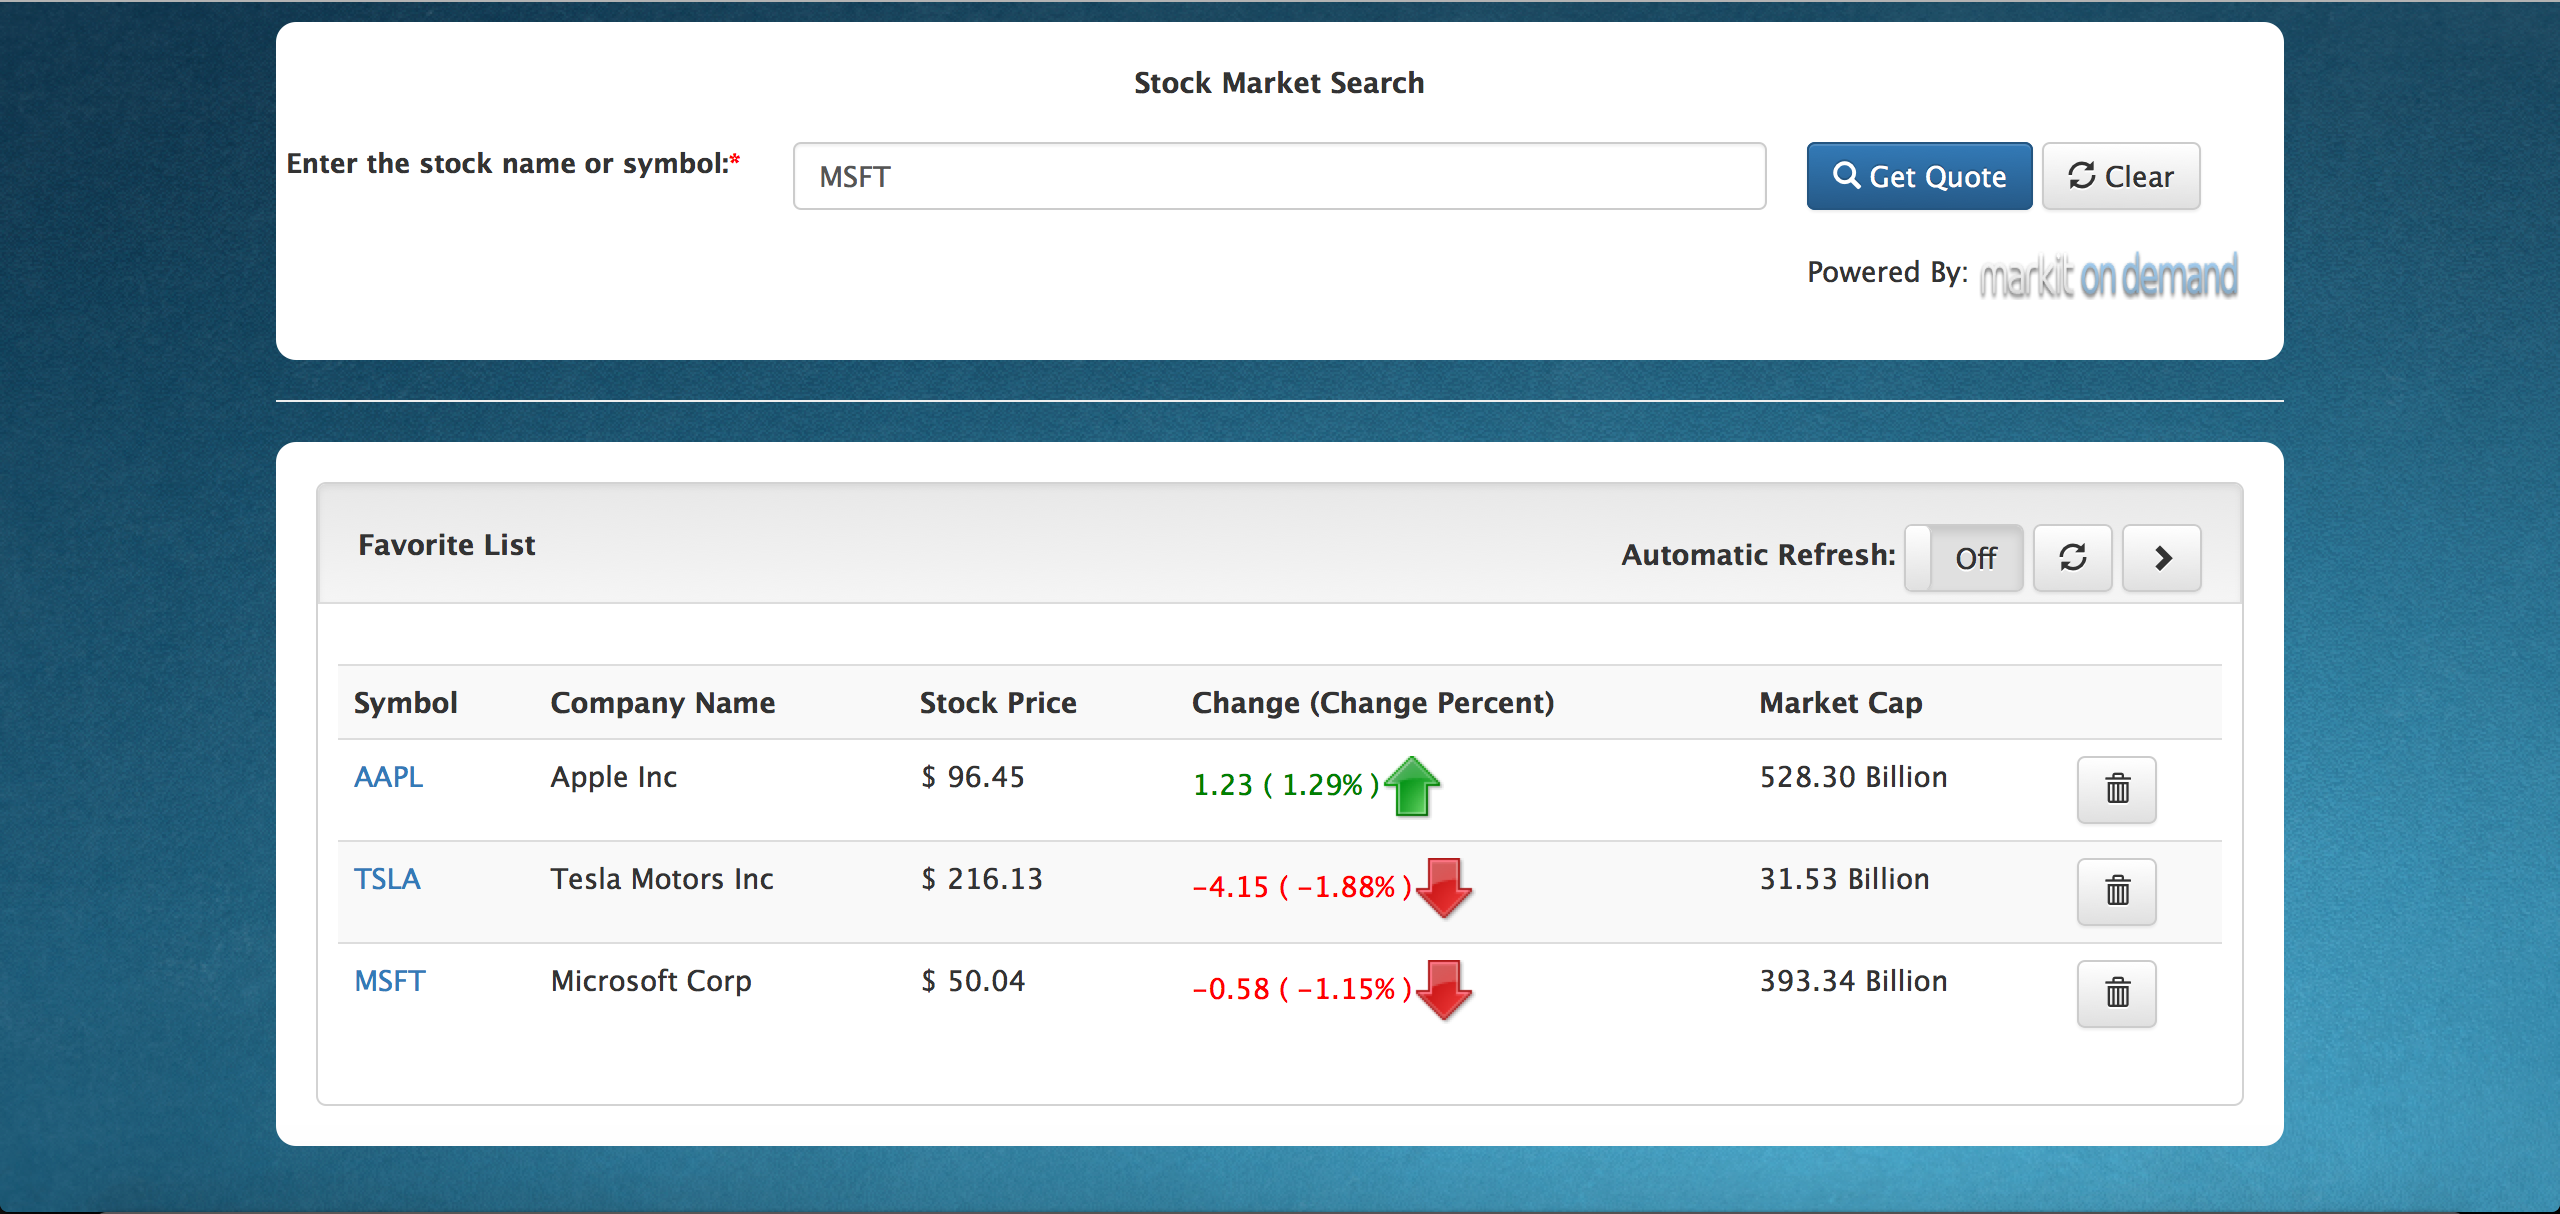 Stock Market Search
Enter the stock name or symbol:*
MSFT
Get Quote
Clear
Powered By: markit on demand
Favorite List
Automatic Refresh: Off
Symbol Company Name Stock Price Change (Change Percent) Market Cap
AAPL Apple Inc $ 96.45 1.23 ( 1.29% ) 528.30 Billion
TSLA Tesla Motors Inc $ 216.13 -4.15 ( -1.88% ) 31.53 Billion
MSFT Microsoft Corp $ 50.04 -0.58 ( -1.15% ) 393.34 Billion